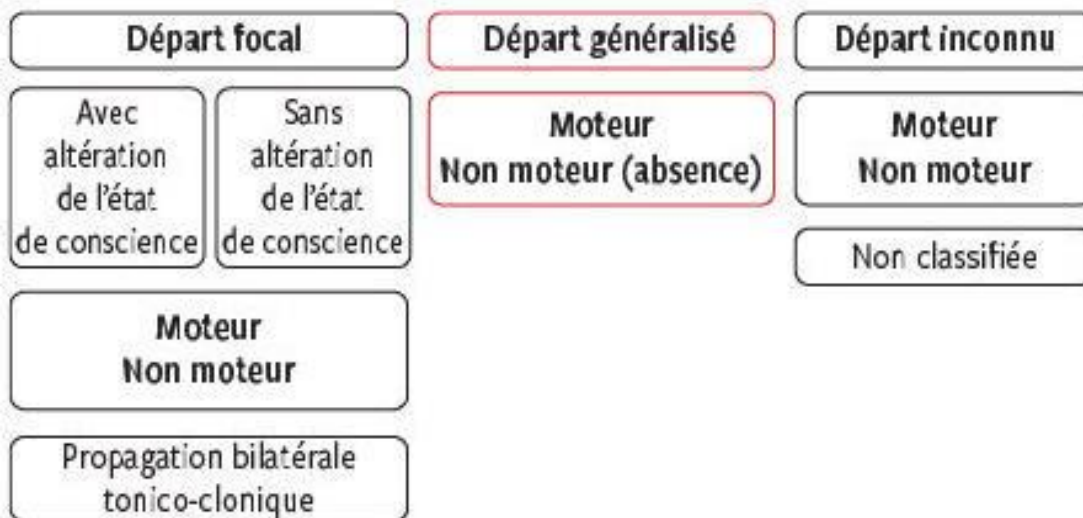 Départ focal
Avec
altération
de l'état
de conscience
Sans
altération
de l'état
de conscience
Moteur
Non moteur
Propagation bilatérale
tonico-clonique
Départ généralisé
Moteur
Non moteur (absence)
Départ inconnu
Moteur
Non moteur
Non classifiée